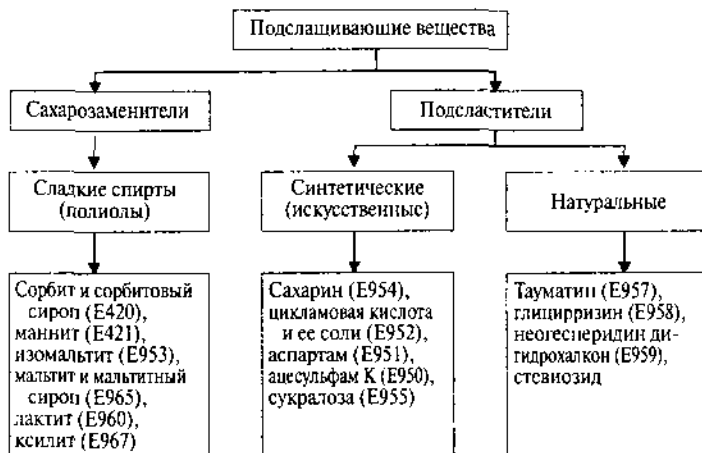 Подслащивающие вещества
Сахарозаменители
Подсластители
Сладкие спирты
(полиолы)
Синтетические
(искусственные)
Натуральные
Сорбит и сорбитовый
сироп (Е420),
маннит (Е421),
изомальтит (Е953),
мальтит и мальтитный
сироп (Е965),
лактит (Е960),
ксилит (Е967)
Сахарин (Е954),
цикламовая кислота
и ее соли (Е952),
аспартам (Е951),
ацесульфам К (Е950),
сукралоза (Е955)
Тауматин (Е957),
глицирризин (Е958),
неогеснеридин ди-
гидрохалкон (Е959),
стевиозид